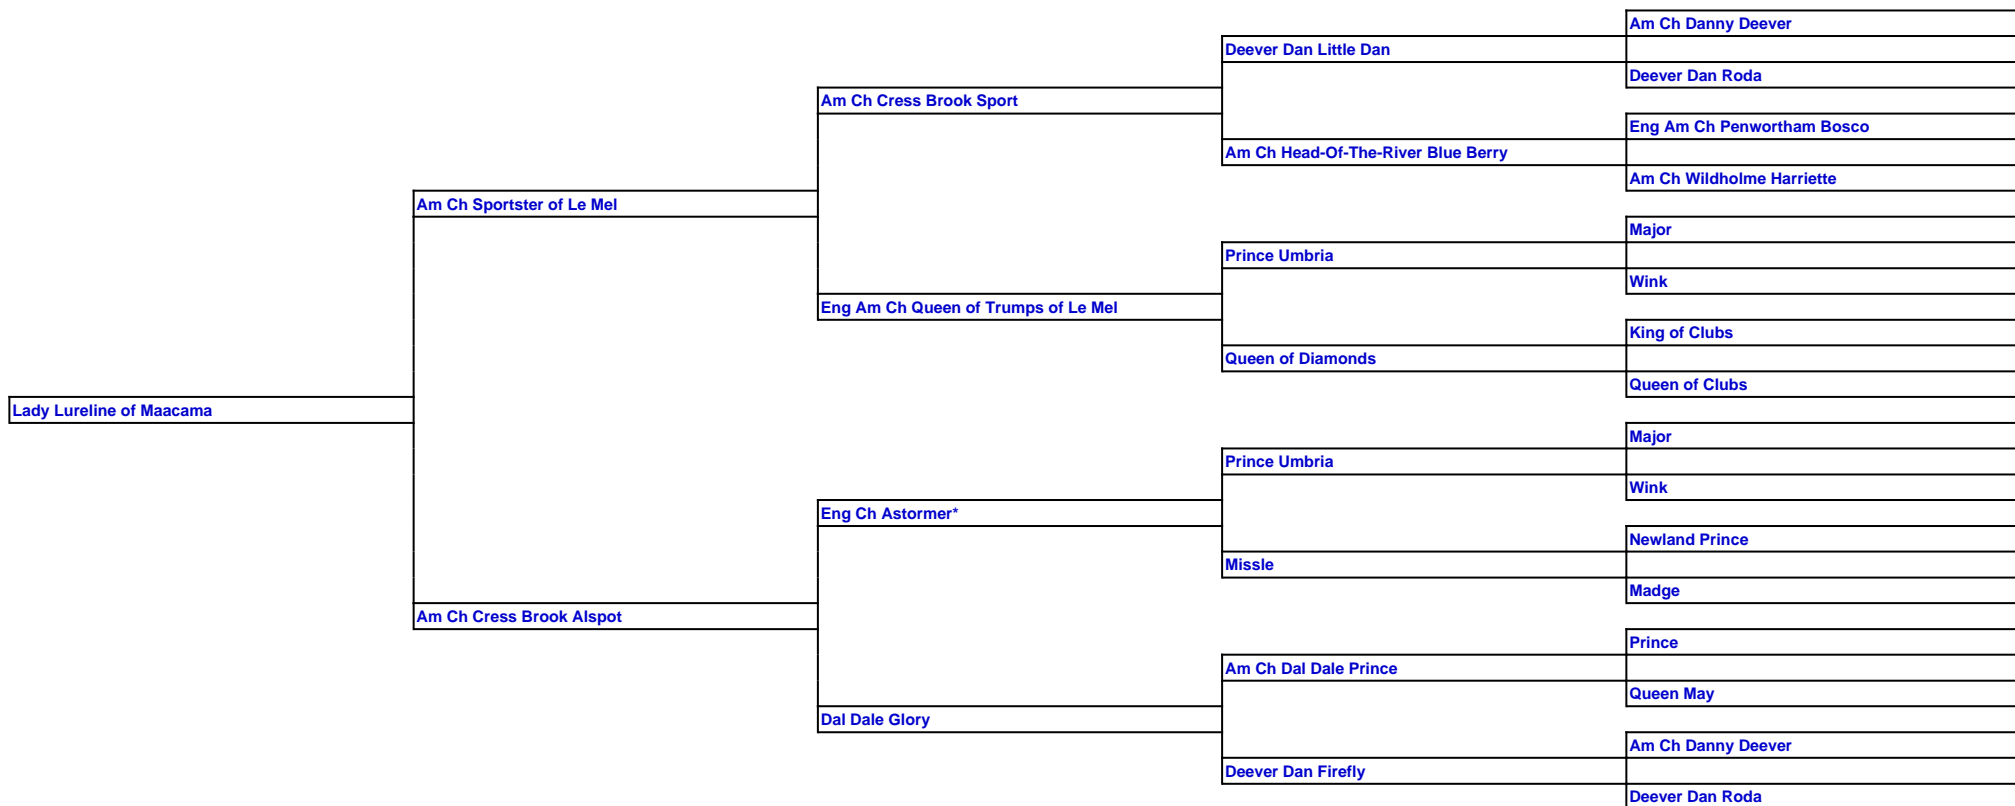 Am Ch Danny Deever
Deever Dan Little Dan
Deever Dan Roda
Am Ch Cress Brook Sport
Eng Am Ch Penwortham Bosco
Am Ch Head-Of-The-River Blue Berry
Am Ch Wildholme Harriette
Am Ch Sportster of Le Mel
Major
Prince Umbria
Wink
Eng Am Ch Queen of Trumps of Le Mel
King of Clubs
Queen of Diamonds
Queen of Clubs
Lady Lureline of Maacama
Major
Prince Umbria
Wink
Eng Ch Astormer*
Newland Prince
Missle
Madge
Am Ch Cress Brook Alspot
Prince
Am Ch Dal Dale Prince
Queen May
Dal Dale Glory
Am Ch Danny Deever
Deever Dan Firefly
Deever Dan Roda